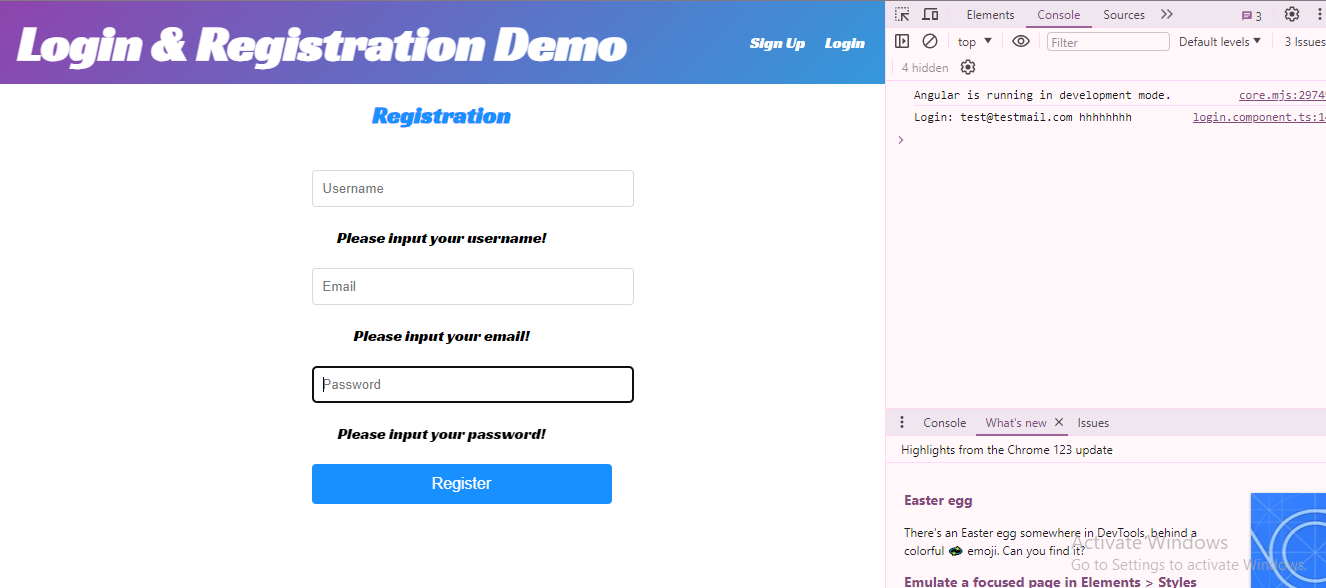 Login & Registration Demo
Sign Up
Login
Registration
Username
Please input your username!
Email
Please input your email!
Password
Please input your password!
Register
Elements
Console
Sources
3
top
Filter
Default levels
3 Issues
4 hidden
Angular is running in development mode.
core.mjs:2974
Login: test@testmail.com hhhhhhhh
login.component.ts:1
Console
What's new
Issues
Highlights from the Chrome 123 update
Easter egg
There's an Easter egg somewhere in DevTools, behind a
colorful 🐟 emoji. Can you find it?
Emulate a focused page in Elements > Styles
Activate Windows
Go to Settings to activate Windows.